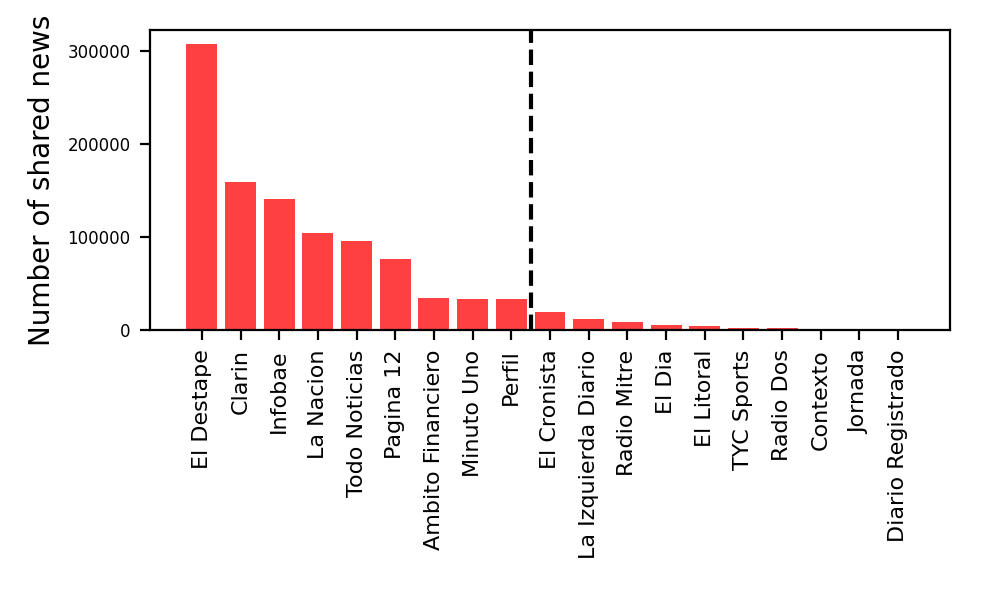 Number of shared news
300000
200000
100000
0
El Destape
Clarin
Infobae
La Nacion
Todo Noticias
Pagina 12
Ambito Financiero
Minuto Uno
Perfil
El Cronista
La Izquierda Diario
Radio Mitre
El Dia
El Litoral
TYC Sports
Radio Dos
Contexto
Jornada
Diario Registrado